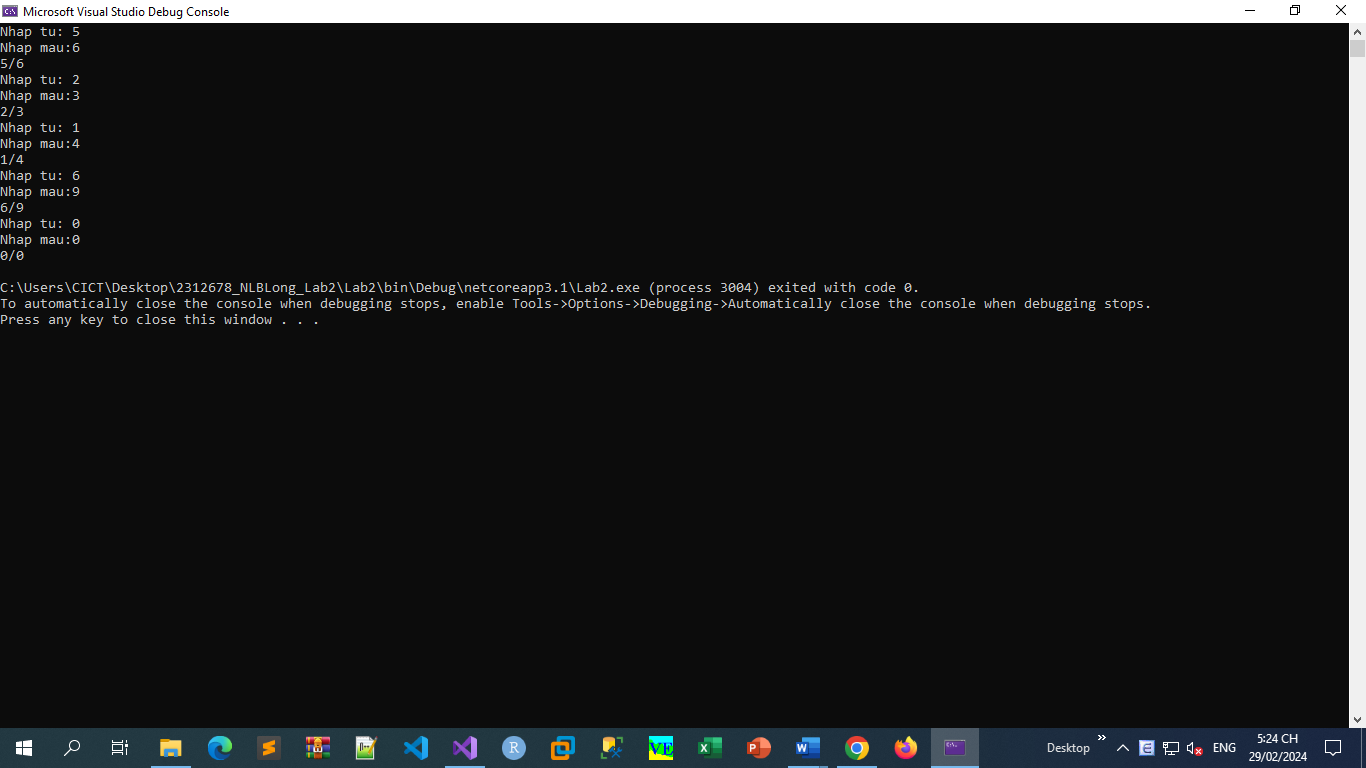 Microsoft Visual Studio Debug Console
Nhap tu: 5
Nhap mau:6
5/6
Nhap tu: 2
Nhap mau:3
2/3
Nhap tu: 1
Nhap mau:4
1/4
Nhap tu: 6
Nhap mau:9
6/9
Nhap tu: 0
Nhap mau:0
0/0
C:\Users\CICT\Desktop\2312678_NLBLong_Lab2\Lab2\bin\Debug\netcoreapp3.1\Lab2.exe (process 3004) exited with code 0.
To automatically close the console when debugging stops, enable Tools->Options->Debugging->Automatically close the console when debugging stops.
Press any key to close this window . . .
Desktop
ENG
5:24 CH
29/02/2024